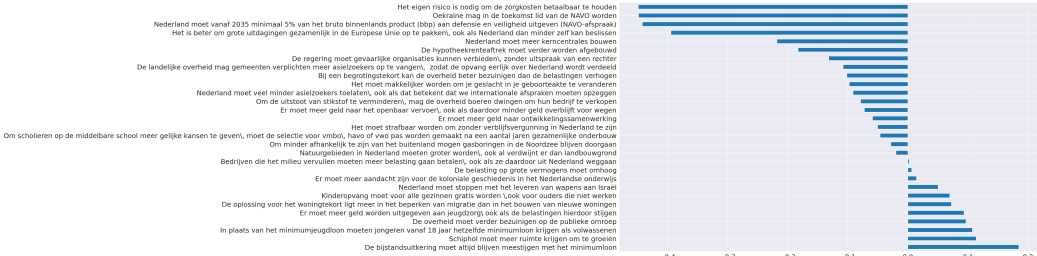 Het eigen risico is nodig om de zorgkosten betaalbaar te houden
Oekraïne mag in de toekomst lid van de NAVO worden
Nederland moet vanaf 2035 minimaal 5% van het bruto binnenlands product (bbp) aan defensie en veiligheid uitgeven (NAVO-afspraak)
Het is beter om grote uitdagingen gezamenlijk in de Europese Unie op te pakken\, ook als Nederland dan minder zelf kan beslissen
Nederland moet meer kerncentrales bouwen
De hypotheekrenteaftrek moet verder worden afgebouwd
De regering moet gevaarlijke organisaties kunnen verbieden\, zonder uitspraak van een rechter
De landelijke overheid mag gemeenten verplichten meer asielzoekers op te vangen\, zodat de opvang eerlijk over Nederland wordt verdeeld
Bij een begrotingstekort kan de overheid beter bezuinigen dan de belastingen verhogen
Het moet makkelijker worden om je geslacht in je geboorteakte te veranderen
Nederland moet veel minder asielzoekers toelaten\, ook als dat betekent dat we internationale afspraken moeten opzeggen
Om de uitstoot van stikstof te verminderen\, mag de overheid boeren dwingen om hun bedrijf te verkopen
Er moet meer geld naar het openbaar vervoer\, ook als daardoor minder geld overblijft voor wegen
Er moet meer geld naar ontwikkelingssamenwerking
Het moet strafbaar worden om zonder verblijfsvergunning in Nederland te zijn
Om scholieren op de middelbare school meer gelijke kansen te geven\, moet de selectie voor vmbo\, havo of vwo pas worden gemaakt na een aantal jaren gezamenlijke onderbouw
Om minder afhankelijk te zijn van het buitenland mogen gasboringen in de Noordzee blijven doorgaan
Natuurgebieden in Nederland moeten groter worden\, ook al verdwijnt er dan landbouwgrond
Bedrijven die het milieu vervuilen moeten meer belasting gaan betalen\, ook als ze daardoor uit Nederland weggaan
De belasting op grote vermogens moet omhoog
Er moet meer aandacht zijn voor de koloniale geschiedenis in het Nederlandse onderwijs
Nederland moet stoppen met het leveren van wapens aan Israël
Kinderopvang moet voor alle gezinnen gratis worden \,ook voor ouders die niet werken
De oplossing voor het woningtekort ligt meer in het beperken van migratie dan in het bouwen van nieuwe woningen
Er moet meer geld worden uitgegeven aan jeugdzorg\, ook als de belastingen hierdoor stijgen
De overheid moet verder bezuinigen op de publieke omroep
In plaats van het minimumjeugdloon moeten jongeren vanaf 18 jaar hetzelfde minimumloon krijgen als volwassenen
Schiphol moet meer ruimte krijgen om te groeien
De bijstandsuitkering moet altijd blijven meestijgen met het minimumloon